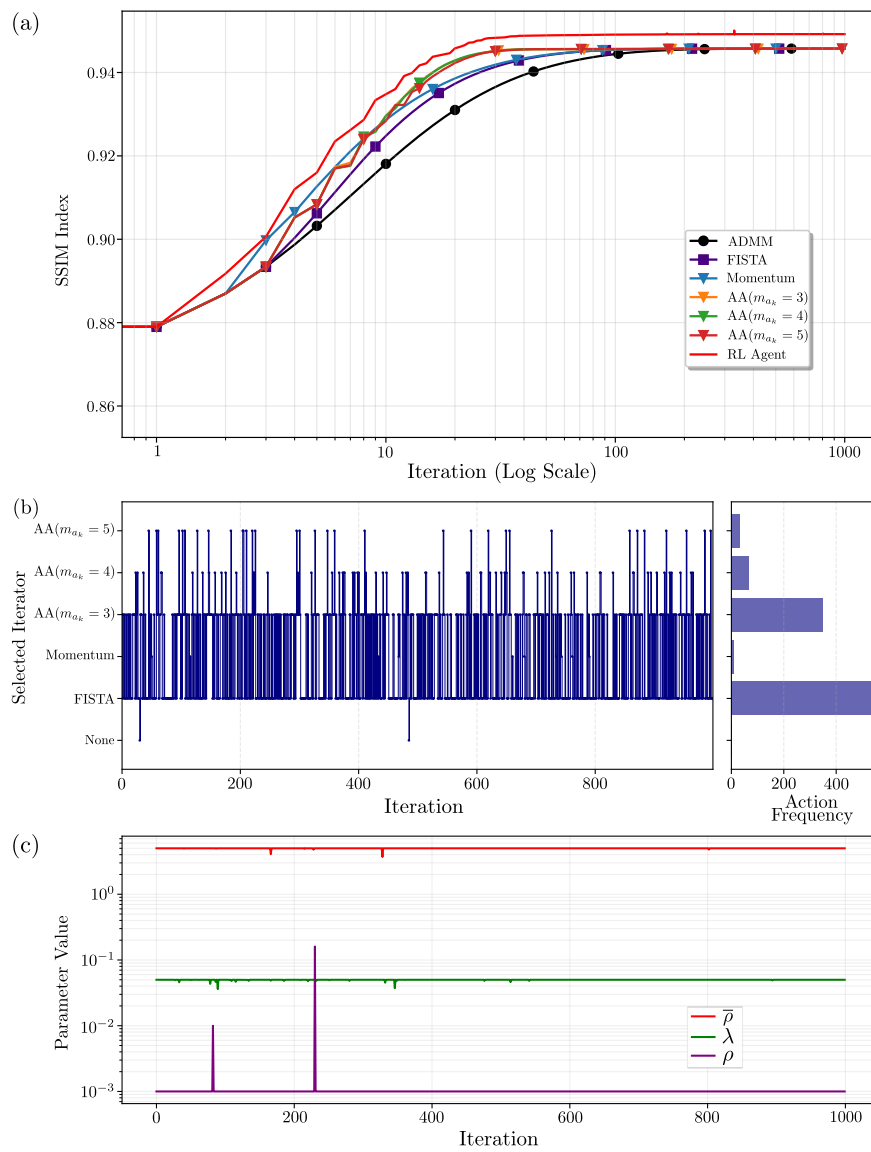 (a)
SSIM Index
0.94
0.92
0.90
0.88
0.86
ADMM
FISTA
Momentum
AA($m_{a_k} = 3$)
AA($m_{a_k} = 4$)
AA($m_{a_k} = 5$)
RL Agent
1 10 100 1000
Iteration (Log Scale)
(b)
Selected Iterator
AA($m_{a_k} = 5$)
AA($m_{a_k} = 4$)
AA($m_{a_k} = 3$)
Momentum
FISTA
None
0 200 400 600 800
Iteration
0 200 400
Action
Frequency
(c)
Parameter Value
$10^0$
$10^{-1}$
$10^{-2}$
$10^{-3}$
$\overline{\rho}$
λ
ρ
0 200 400 600 800 1000
Iteration